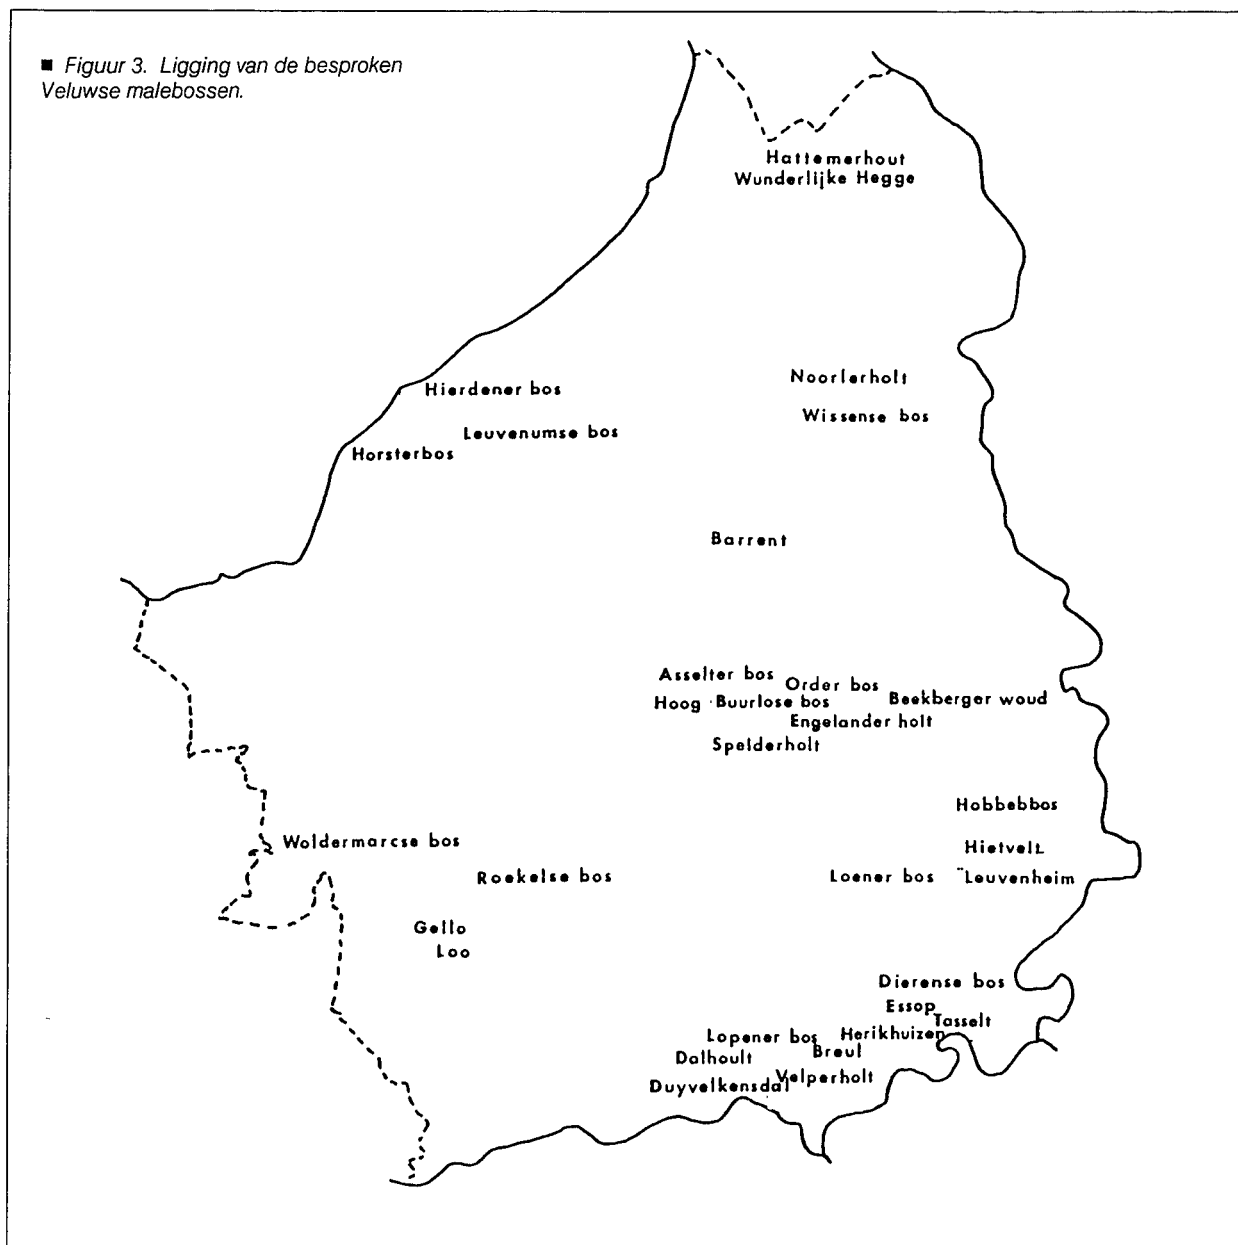 ■ Figuur 3. Ligging van de besproken
Veluwse malebossen.
Hattemerhout
Wunderlijke Hegge
Noorlerholt
Hierdener bos
Wissense bos
Leuvenumse bos
Horsterbos
Barrent
Asselter bos
Order bos
Hoog Buurlose bos
Beekberger woud
Engelander holt
Spelderholt
Hobbebbos
Woldermarcse bos
Hietvelt
Roekelse bos
Loener bos
Leuvenheim
Gello
Loo
Dierense bos
Essop
Tasselt
Lopener bos
Herikhuizen
Breul
Dalhoult
Velperholt
Duyvelkensdal